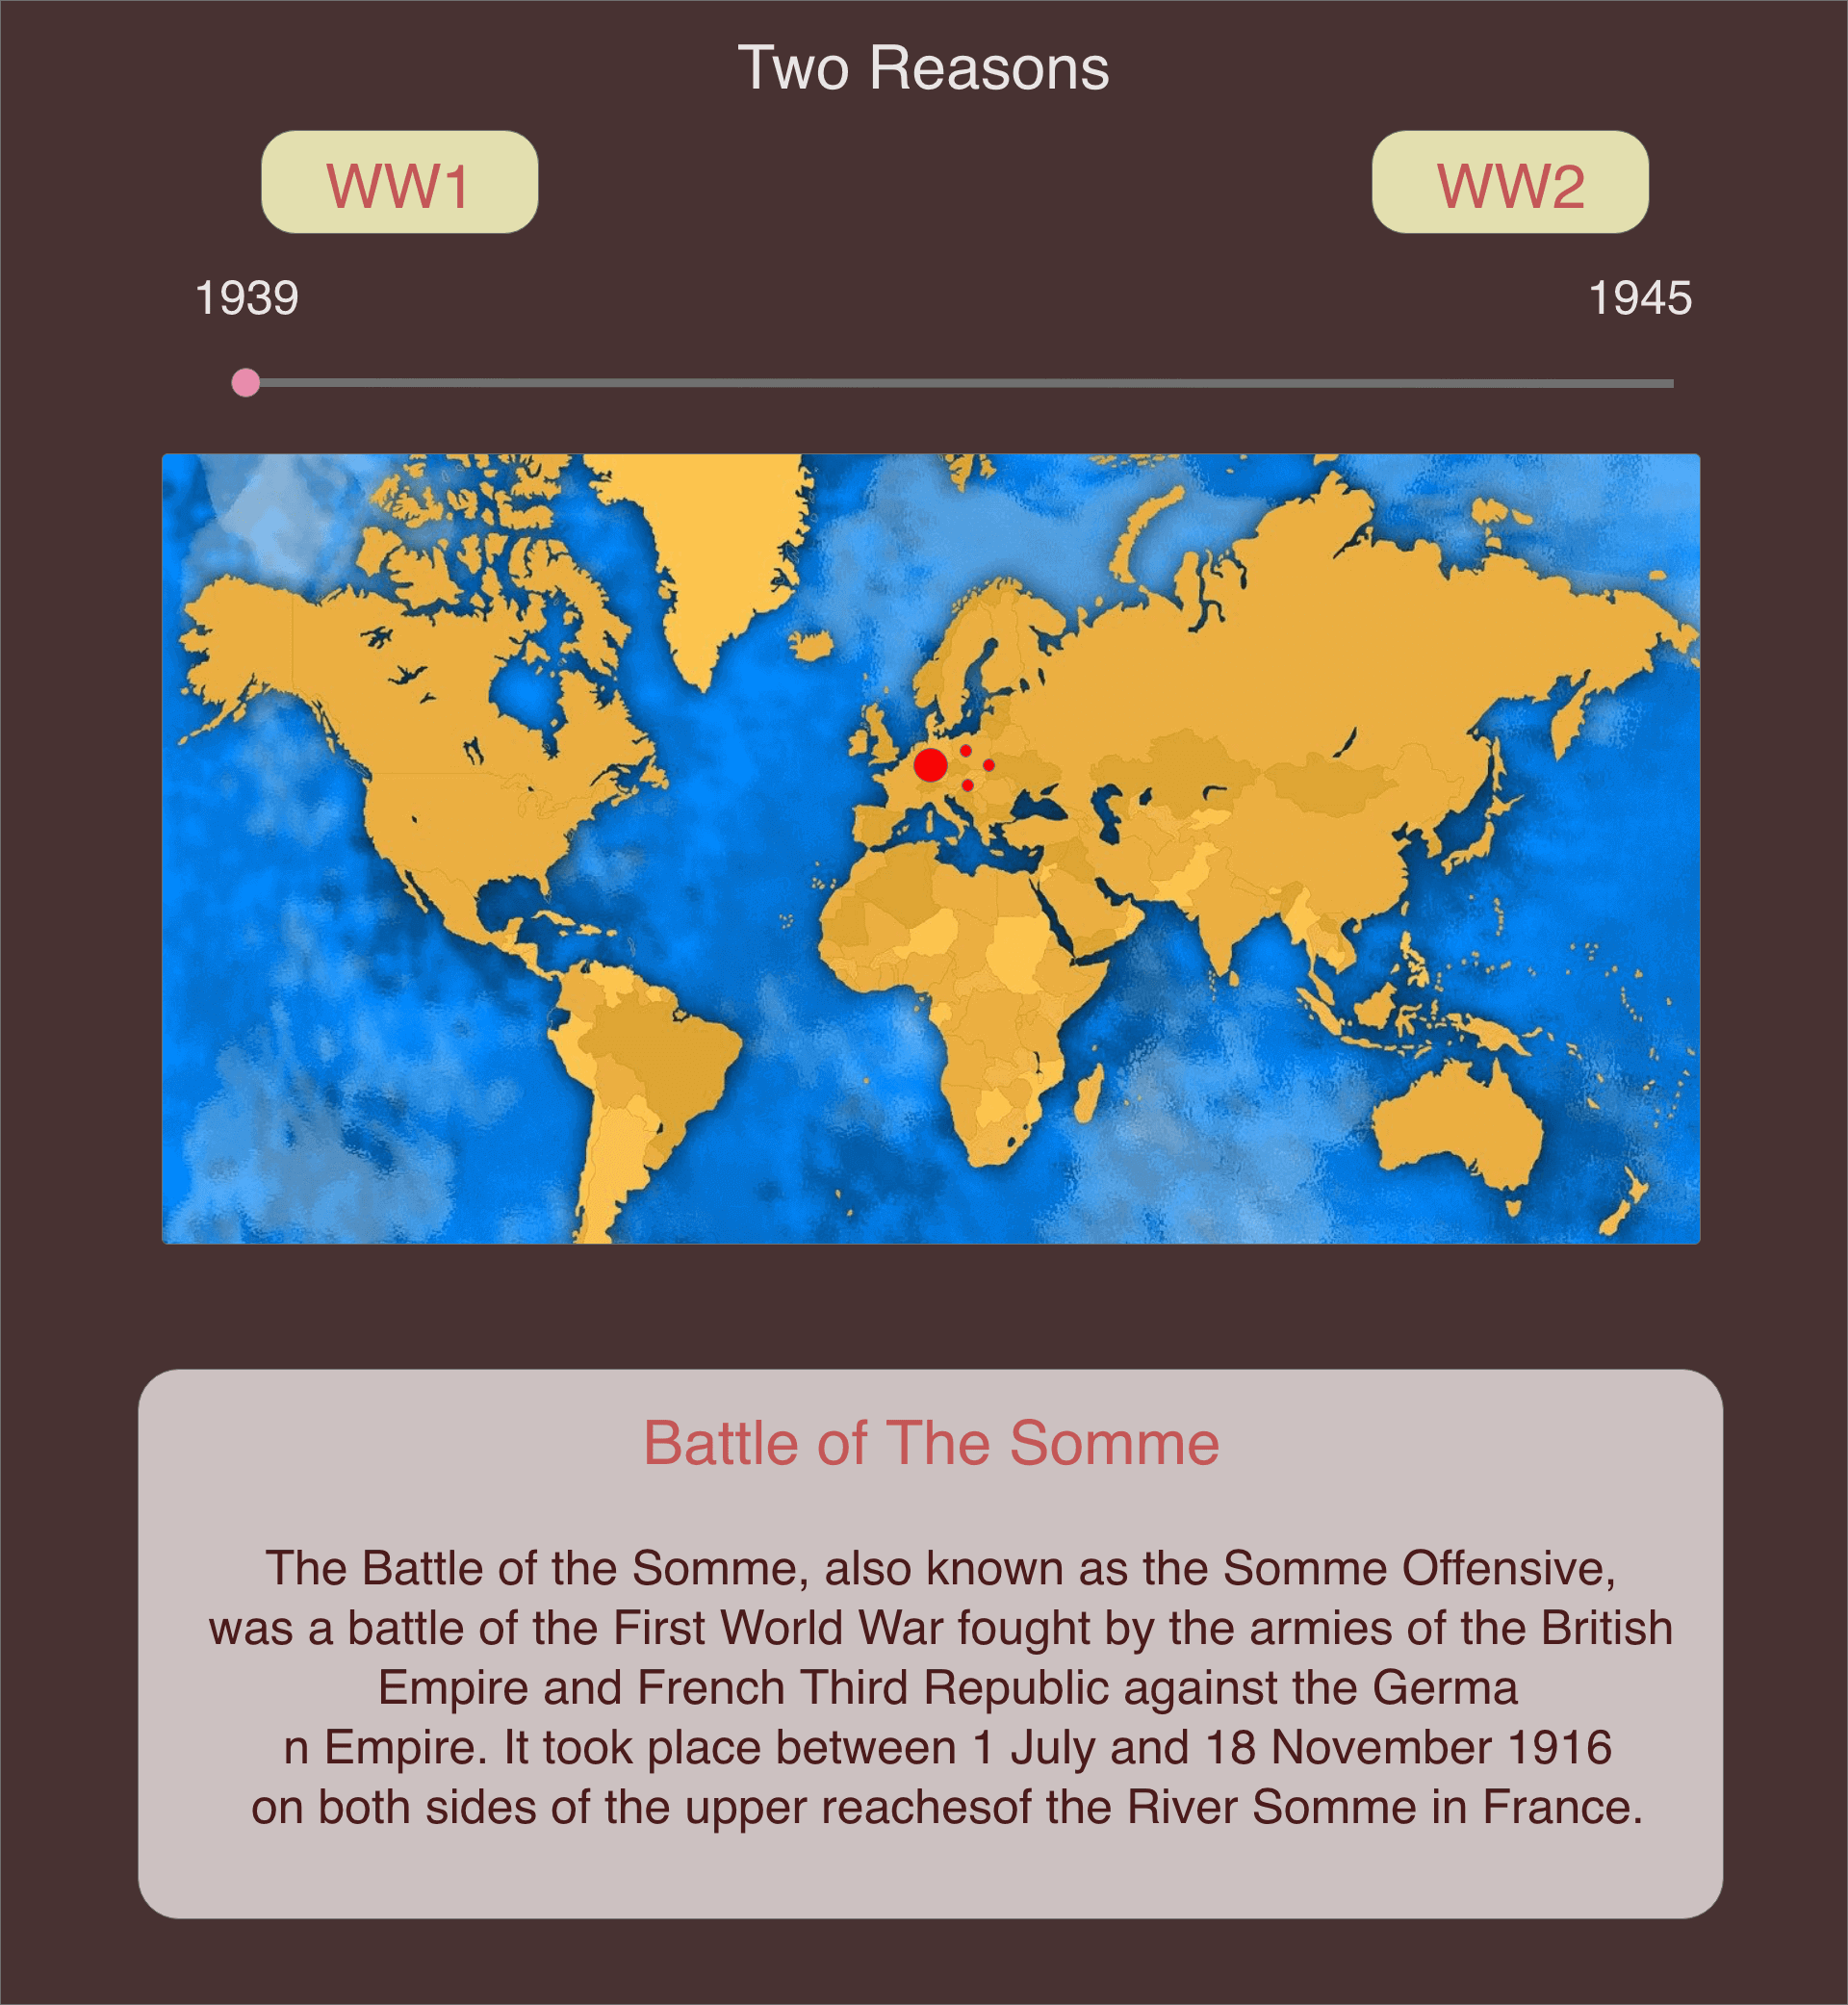 Two Reasons
WW1
WW2
1939
1945
Battle of The Somme
The Battle of the Somme, also known as the Somme Offensive,
was a battle of the First World War fought by the armies of the British
Empire and French Third Republic against the Germa
n Empire. It took place between 1 July and 18 November 1916
on both sides of the upper reachesof the River Somme in France.